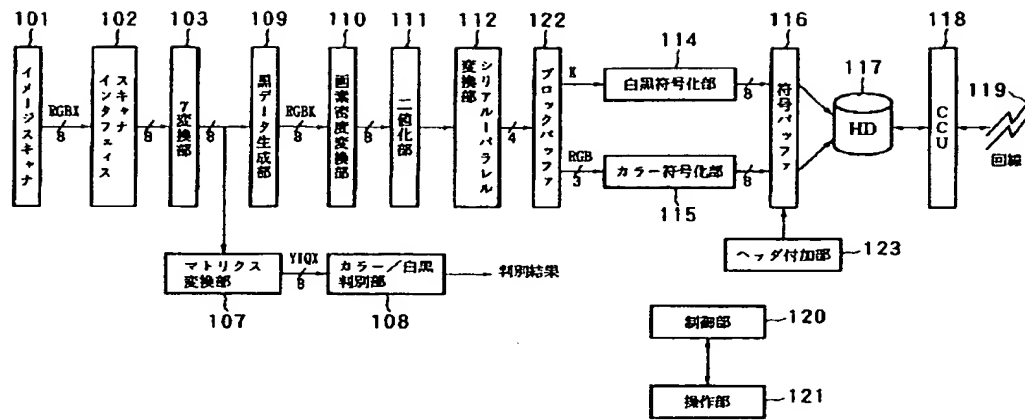 101
102
103
109
110
111
112
122
114
116
117
118
119
イメージスキャナ
RGBX
8
スキャナ
インタフェイス
8
γ変換部
8
黒データ生成部
RGBK
8
画素密度変換部
8
二値化部
シリアルーパラレル
変換部
4
ブロックバッファ
K
白黒符号化部
8
RGB
3
カラー符号化部
8
115
符号バッファ
HD
CCU
回線
ヘッダ付加部
123
マトリクス
変換部
107
YIQX
8
カラー/白黒
判別部
108
判別結果
制御部
120
操作部
121